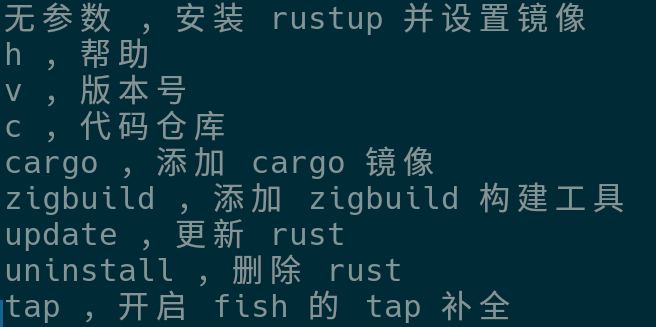 无参数 , 安装 rustup 并设置镜像
h , 帮助
v , 版本号
c , 代码仓库
cargo , 添加 cargo 镜像
zigbuild , 添加 zigbuild 构建工具
update , 更新 rust
uninstall , 删除 rust
tap , 开启 fish 的 tap 补全